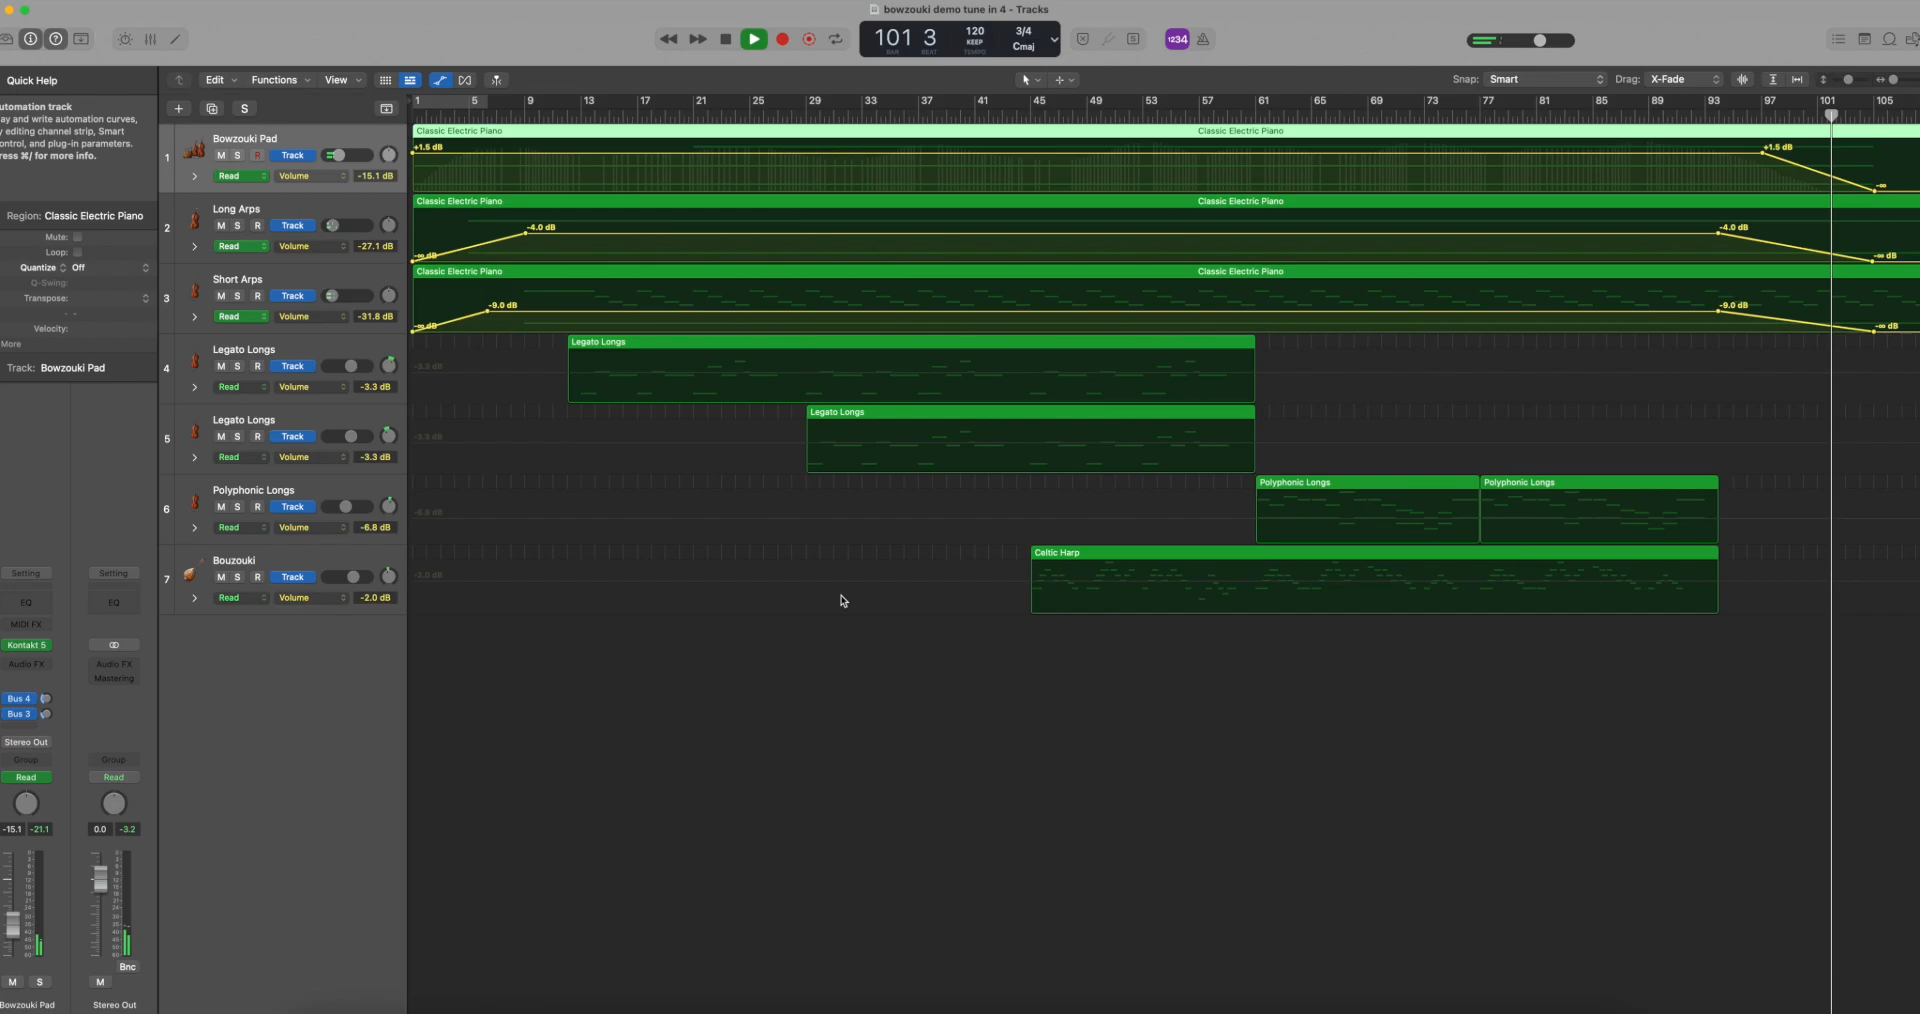 bowzouki demo tune in 4 - Tracks
101 3
BAR BEAT
120
KEEP
TEMPO
3/4
Cmaj
1234
Quick Help
Edit Functions View
Snap: Smart Drag: X-Fade
utomation track
ay and write automation curves,
y editing channel strip, Smart
ontrol, and plug-in parameters.
ress ⌘/ for more info.
S
1 5 9 13 17 21 25 29 33 37 41 45 49 53 57 61 65 69 73 77 81 85 89 93 97 101 105
1 Bowzouki Pad
M S R Track
Read Volume -15.1 dB
Classic Electric Piano Classic Electric Piano
+1.5 dB +1.5 dB -∞
2 Long Arps
M S R Track
Read Volume -27.1 dB
Classic Electric Piano Classic Electric Piano
-∞ dB -4.0 dB -4.0 dB -∞ dB
3 Short Arps
M S R Track
Read Volume -31.8 dB
Classic Electric Piano Classic Electric Piano
-∞ dB -9.0 dB -9.0 dB -∞ dB
4 Legato Longs
M S R Track
Read Volume -3.3 dB
-3.3 dB
Legato Longs
5 Legato Longs
M S R Track
Read Volume -3.3 dB
-3.3 dB
Legato Longs
6 Polyphonic Longs
M S R Track
Read Volume -6.8 dB
-6.8 dB
Polyphonic Longs Polyphonic Longs
7 Bouzouki
M S R Track
Read Volume -2.0 dB
-2.0 dB
Celtic Harp
Region: Classic Electric Piano
Mute:
Loop:
Quantize Off
Q-Swing:
Transpose:
Velocity:
More
Track: Bowzouki Pad
Setting Setting
EQ EQ
MIDI FX
Kontakt 5
Audio FX Audio FX
Mastering
Bus 4
Bus 3
Stereo Out
Group Group
Read Read
-15.1 -21.1 0.0 -3.2
Bnc
M S M
Bowzouki Pad Stereo Out